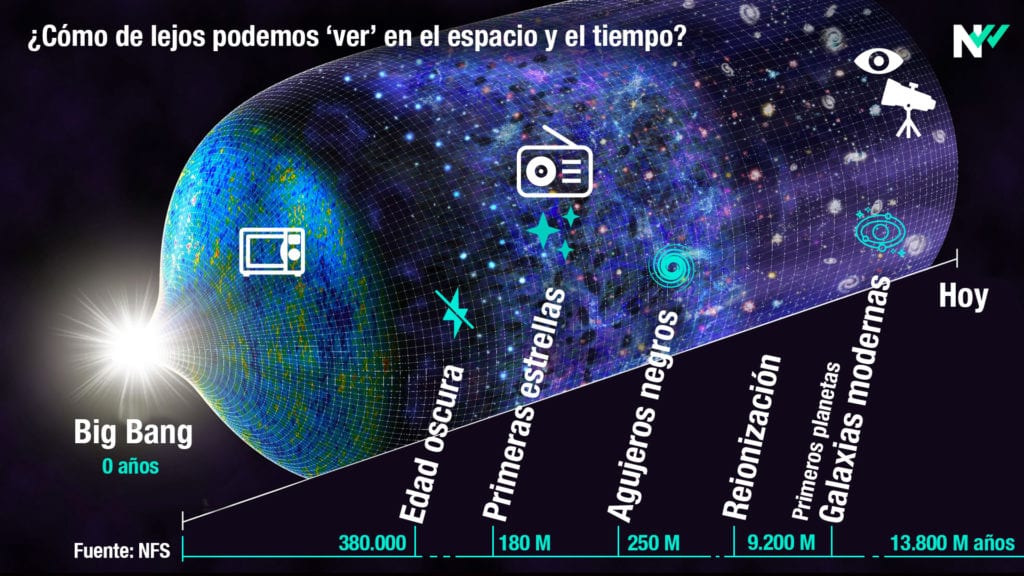 ¿Cómo de lejos podemos ‘ver’ en el espacio y el tiempo?
N
Hoy
Big Bang
0 años
Edad oscura
Primeras estrellas
Agujeros negros
Reionización
Primeros planetas
Galaxias modernas
Fuente: NFS
380.000
180 M
250 M
9.200 M
13.800 M años